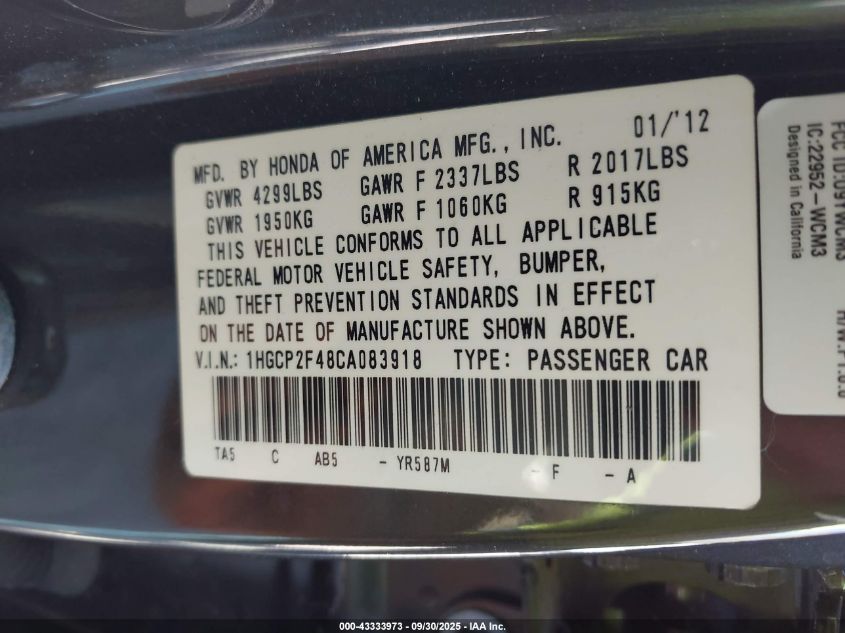 MFD. BY HONDA OF AMERICA MFG., INC. 01/'12
GVWR 4299LBS GAWR F 2337LBS R 2017LBS
GVWR 1950KG GAWR F 1060KG R 915KG
THIS VEHICLE CONFORMS TO ALL APPLICABLE
FEDERAL MOTOR VEHICLE SAFETY, BUMPER,
AND THEFT PREVENTION STANDARDS IN EFFECT
ON THE DATE OF MANUFACTURE SHOWN ABOVE.
V.I.N.: 1HGCP2F48CA083918 TYPE: PASSENGER CAR
TA5 C AB5 - YR587M - F - A
FCC ID:O9TWCM3
IC:22952-WCM3
Designed in California
000-43333973 - 09/30/2025 - IAA Inc.